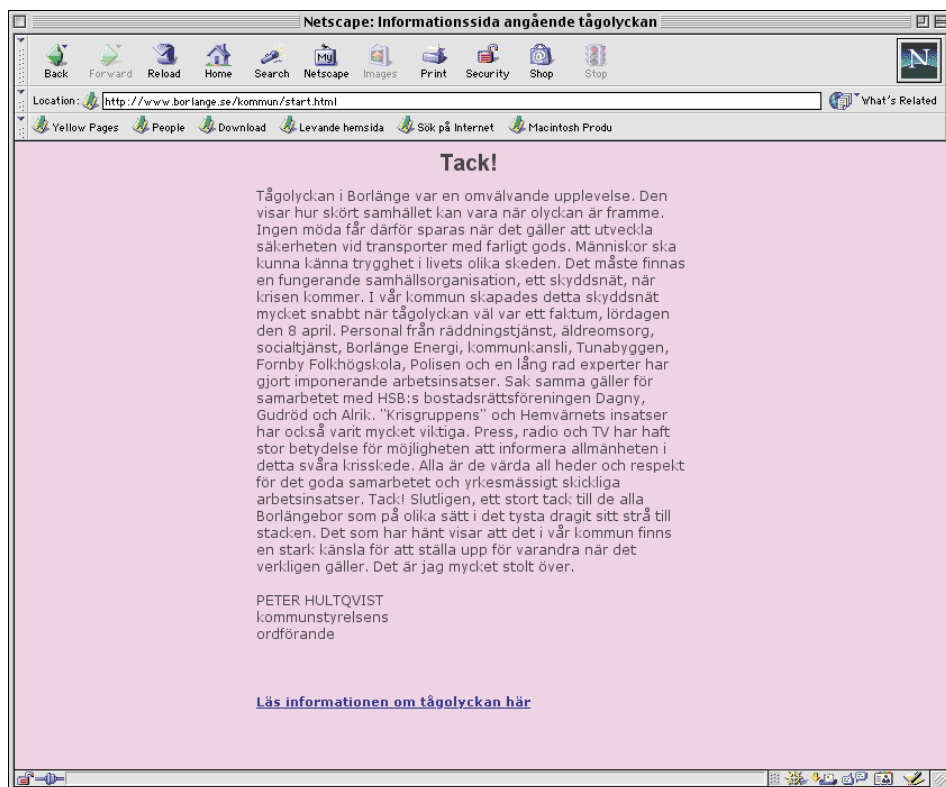 Netscape: Informationssida angående tågolyckan
Back Forward Reload Home Search Netscape Images Print Security Shop Stop
Location: http://www.borlange.se/kommun/start.html What's Related
Yellow Pages People Download Levande hemsida Sök på Internet Macintosh Produ
Tack!
Tågolyckan i Borlänge var en omvälvande upplevelse. Den
visar hur skört samhället kan vara när olyckan är framme.
Ingen möda får därför sparas när det gäller att utveckla
säkerheten vid transporter med farligt gods. Människor ska
kunna känna trygghet i livets olika skeden. Det måste finnas
en fungerande samhällsorganisation, ett skyddsnät, när
krisen kommer. I vår kommun skapades detta skyddsnät
mycket snabbt när tågolyckan väl var ett faktum, lördagen
den 8 april. Personal från räddningstjänst, äldreomsorg,
socialtjänst, Borlänge Energi, kommunkansli, Tunabyggen,
Fornby Folkhögskola, Polisen och en lång rad experter har
gjort imponerande arbetsinsatser. Sak samma gäller för
samarbetet med HSB:s bostadsrättsföreningen Dagny,
Gudröd och Alrik. "Krisgruppens" och Hemvärnets insatser
har också varit mycket viktiga. Press, radio och TV har haft
stor betydelse för möjligheten att informera allmänheten i
detta svåra krisskede. Alla är de värda all heder och respekt
för det goda samarbetet och yrkesmässigt skickliga
arbetsinsatser. Tack! Slutligen, ett stort tack till de alla
Borlängebor som på olika sätt i det tysta dragit sitt strå till
stacken. Det som har hänt visar att det i vår kommun finns
en stark känsla för att ställa upp för varandra när det
verkligen gäller. Det är jag mycket stolt över.
PETER HULTQVIST
kommunstyrelsens
ordförande
Läs informationen om tågolyckan här